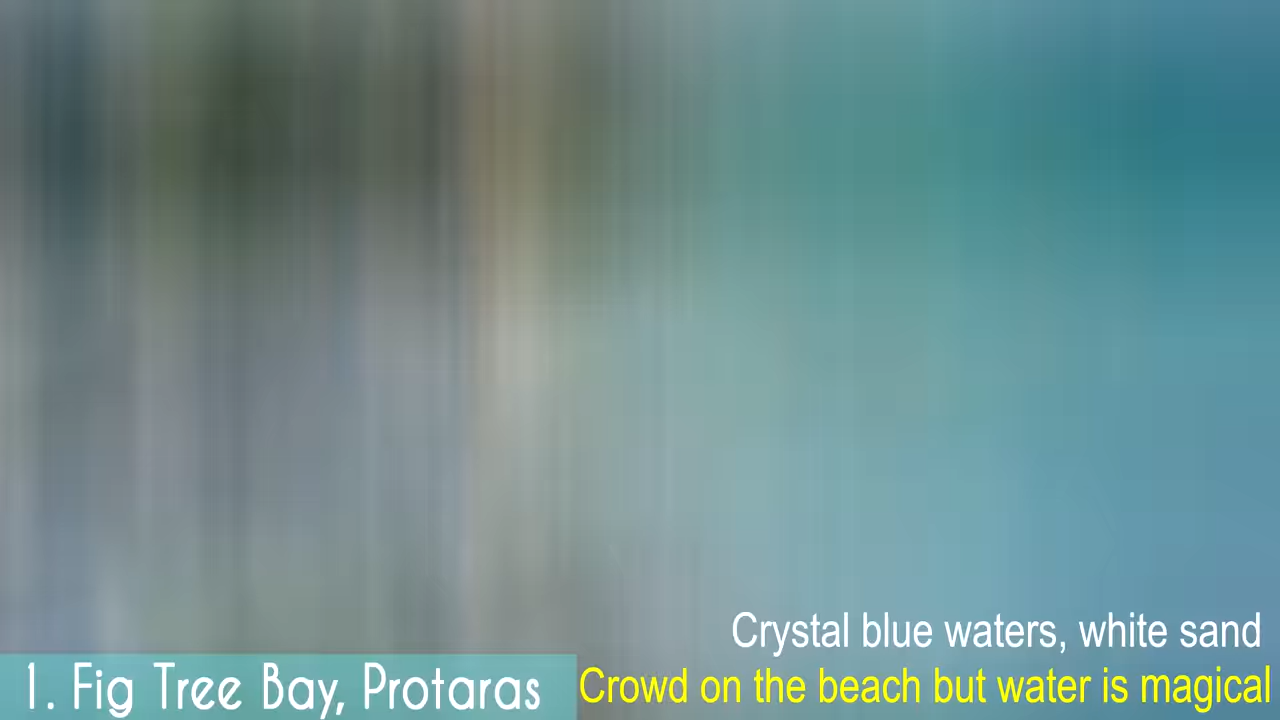 Crystal blue waters, white sand
1. Fig Tree Bay, Protaras
Crowd on the beach but water is magical